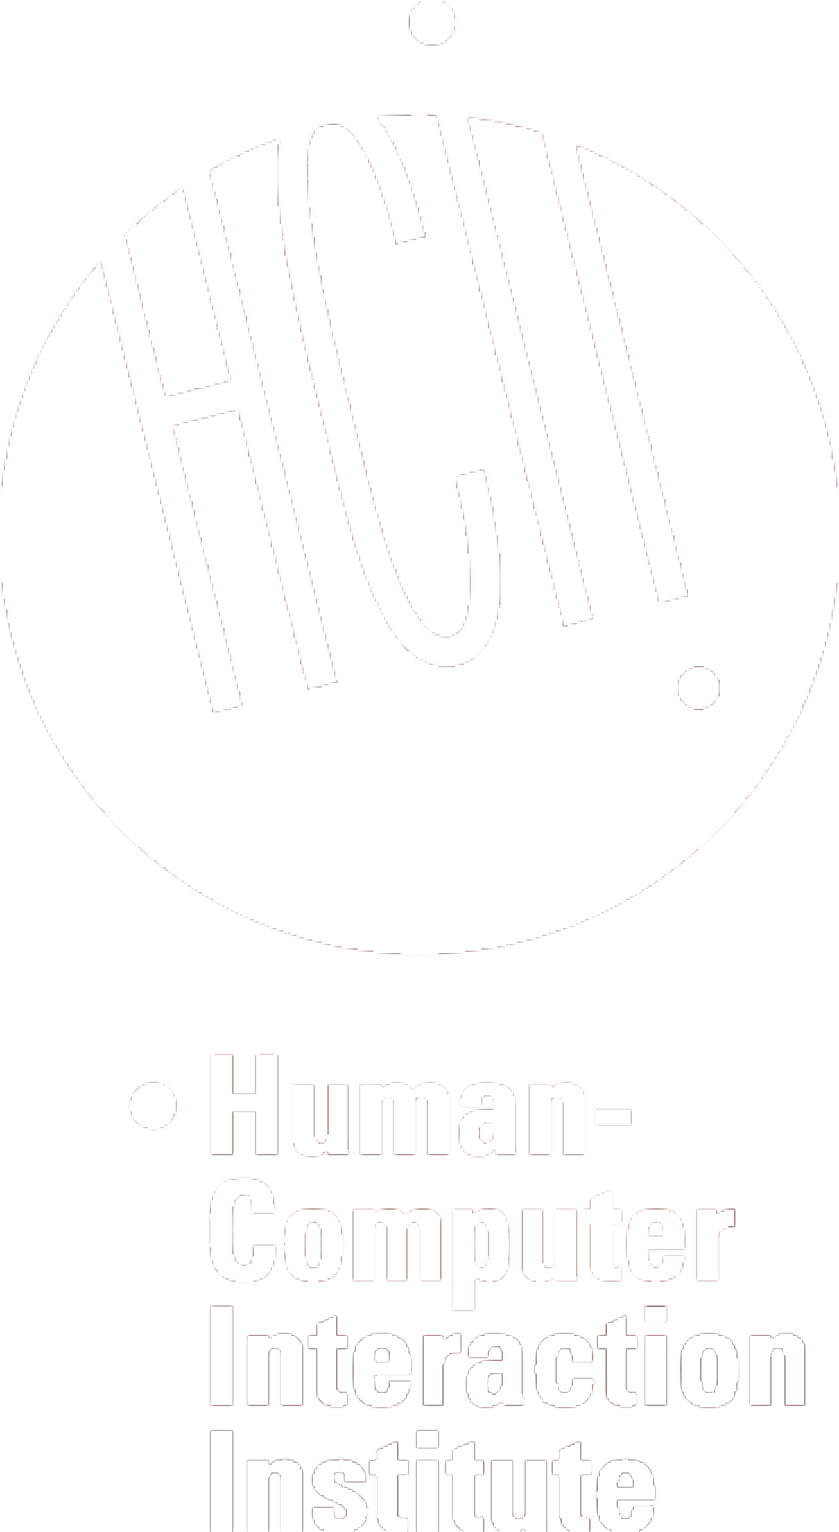 HCII
Human-
Computer
Interaction
Institute